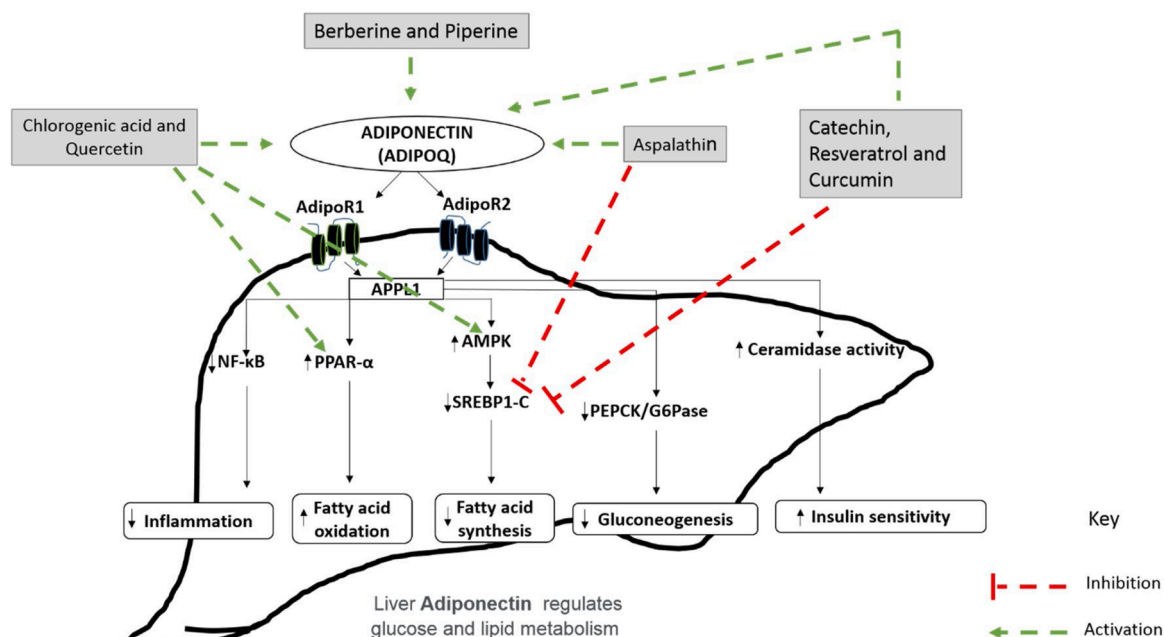 Berberine and Piperine
Chlorogenic acid and
Quercetin
ADIPONECTIN
(ADIPOQ)
Aspalathin
Catechin,
Resveratrol and
Curcumin
AdipoR1
AdipoR2
APPL1
↓NF-κB
↑PPAR-α
↑AMPK
↑Ceramidase activity
↓SREBP1-C
↓PEPCK/G6Pase
↓ Inflammation
↑ Fatty acid
oxidation
↓ Fatty acid
synthesis
↓ Gluconeogenesis
↑ Insulin sensitivity
Key
Inhibition
Activation
Liver Adiponectin regulates
glucose and lipid metabolism